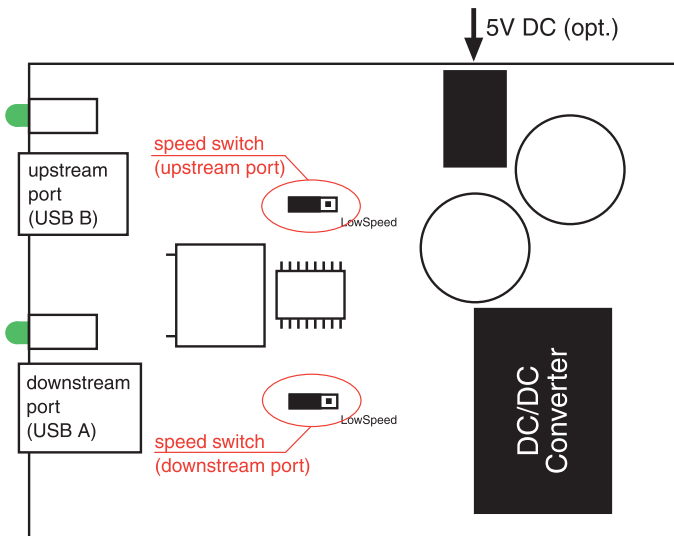 5V DC (opt.)
speed switch
(upstream port)
upstream
port
(USB B)
LowSpeed
downstream
port
(USB A)
LowSpeed
speed switch
(downstream port)
DC/DC
Converter